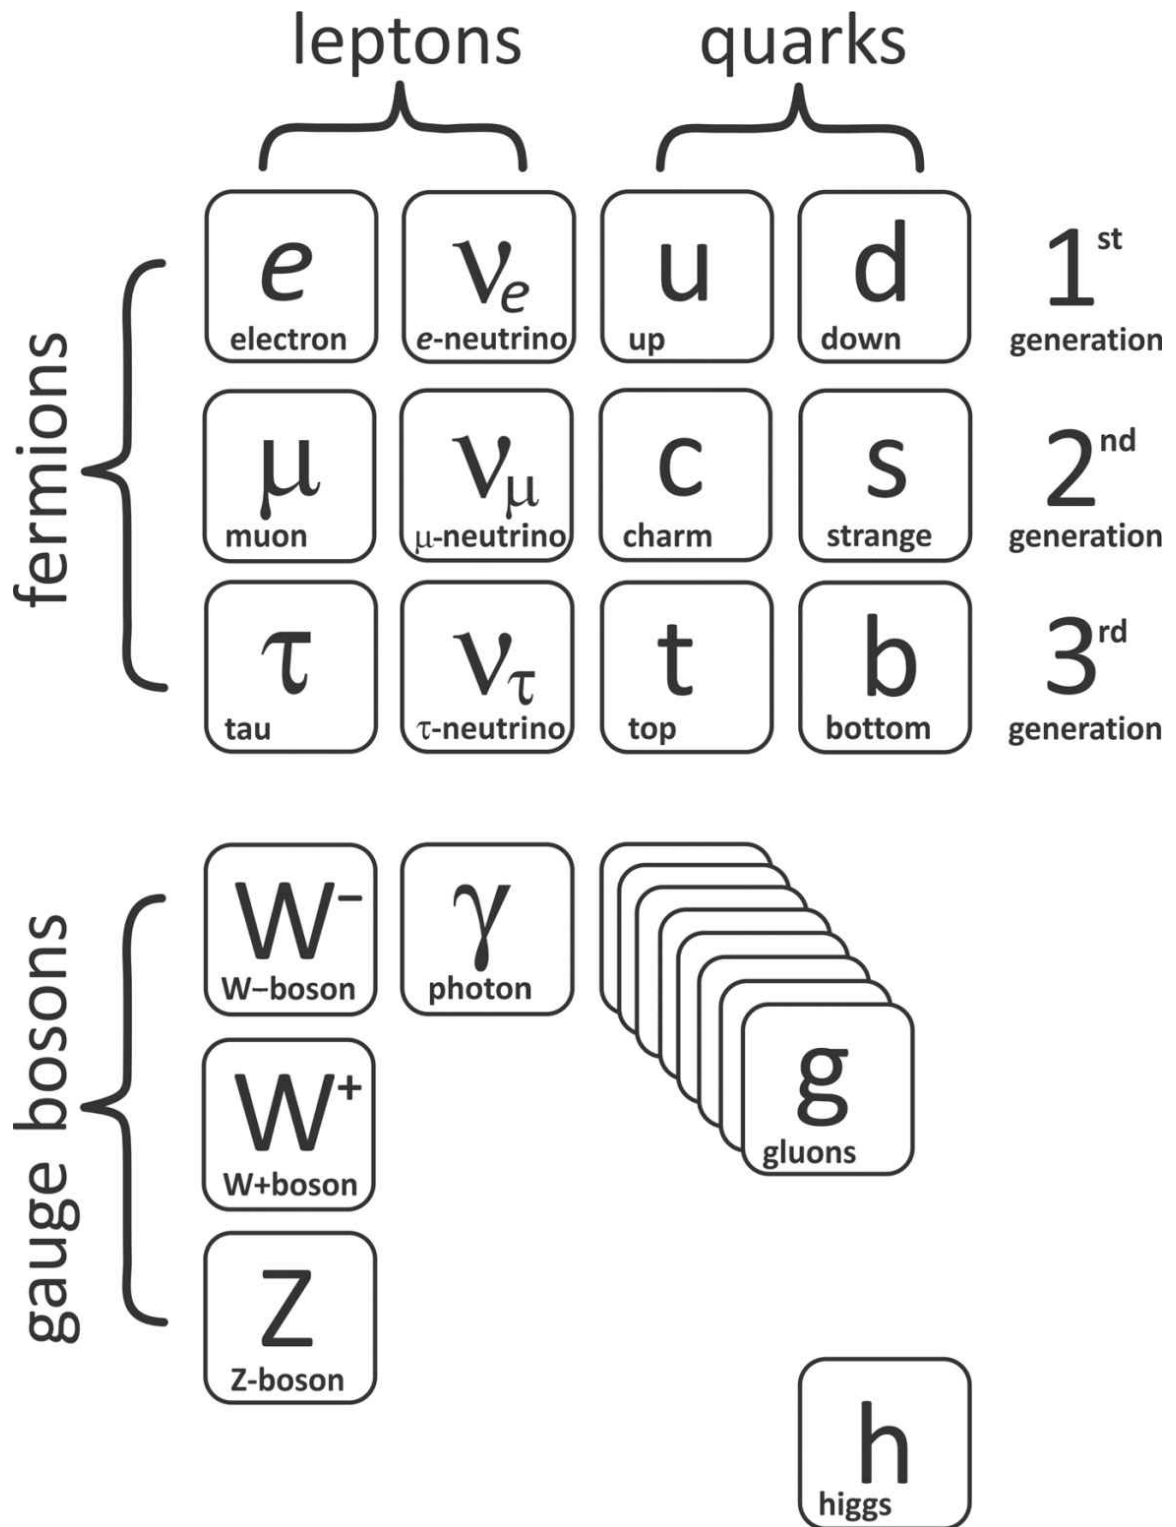 leptons quarks
fermions
e νe u d 1st
electron e-neutrino up down generation
μ νμ c s 2nd
muon μ-neutrino charm strange generation
τ ντ t b 3rd
tau τ-neutrino top bottom generation
gauge bosons
W− γ
W−boson photon
g
gluons
W+
W+boson
Z
Z-boson
h
higgs